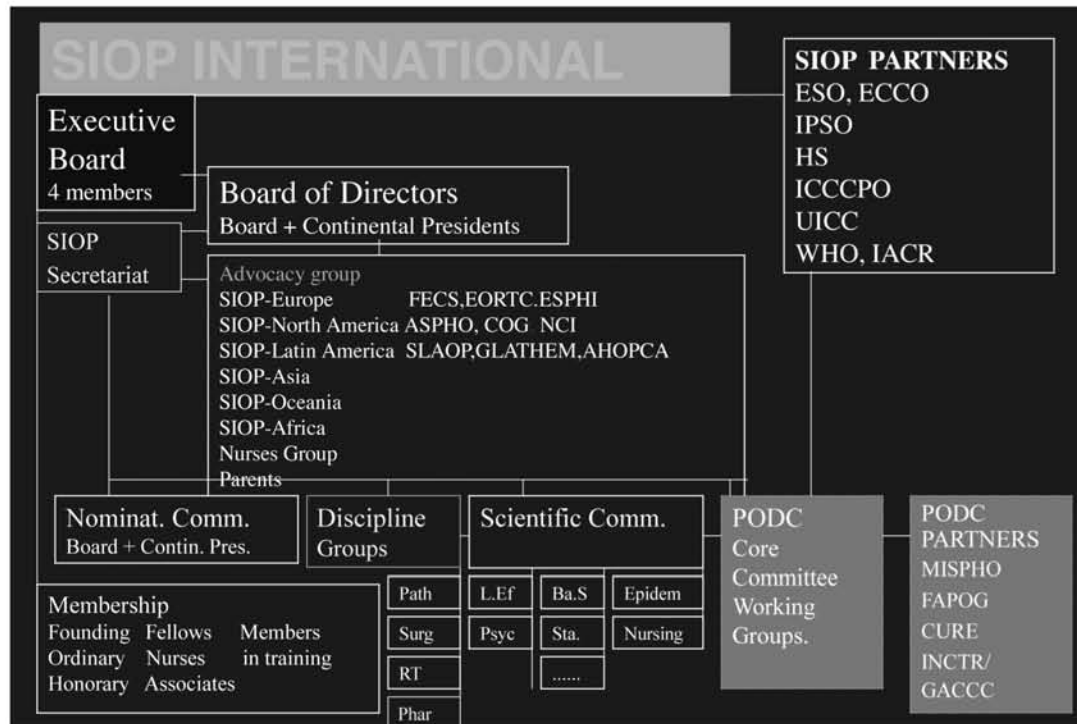 SIOP INTERNATIONAL
SIOP PARTNERS
ESO, ECCO
IPSO
HS
ICCCPO
UICC
WHO, IACR
Executive
Board
4 members
Board of Directors
Board + Continental Presidents
SIOP
Secretariat
Advocacy group
SIOP-Europe FECS,EORTC.ESPHI
SIOP-North America ASPHO, COG NCI
SIOP-Latin America SLAOP,GLATHEM,AHOPCA
SIOP-Asia
SIOP-Oceania
SIOP-Africa
Nurses Group
Parents
Nominat. Comm.
Board + Contin. Pres.
Discipline
Groups
Scientific Comm.
PODC
Core
Committee
Working
Groups.
PODC
PARTNERS
MISPHO
FAPOG
CURE
INCTR/
GACCC
Membership
Founding Fellows Members
Ordinary Nurses in training
Honorary Associates
Path
Surg
RT
Phar
L.Ef
Psyc
Ba.S
Sta.
......
Epidem
Nursing